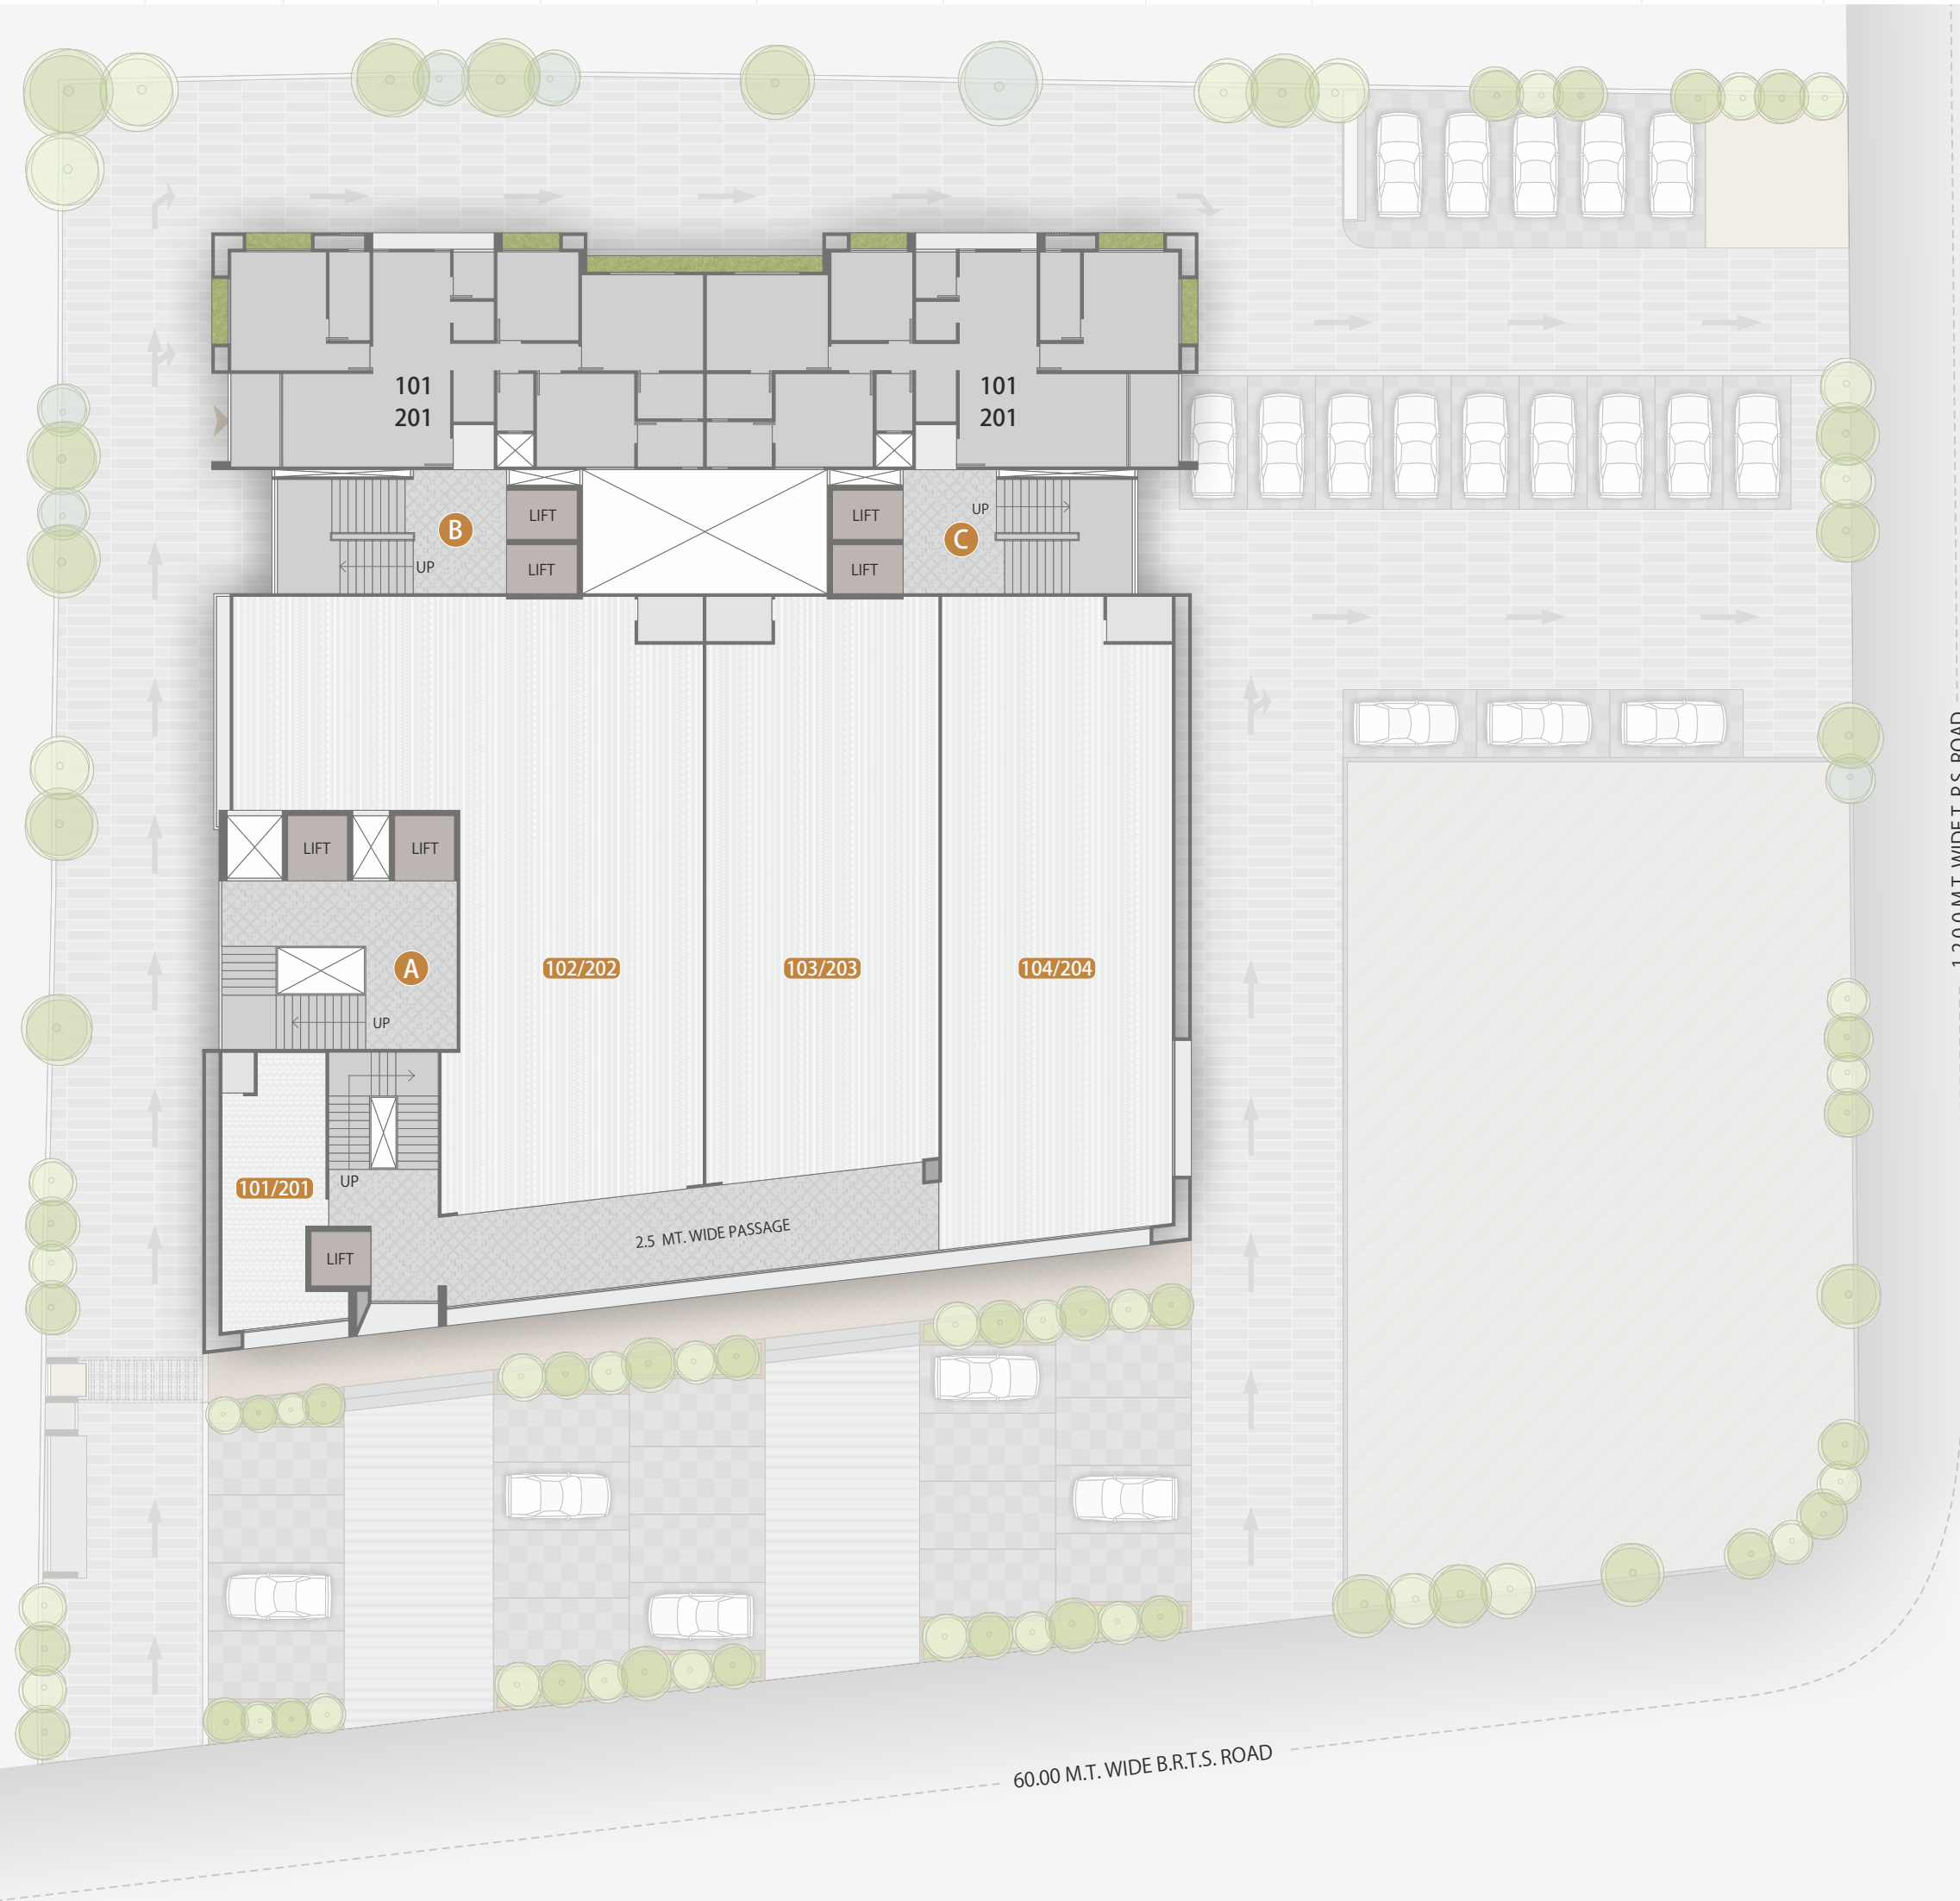 101
201
101
201
B
LIFT
LIFT
UP
LIFT
LIFT
UP
C
LIFT
LIFT
A
UP
102/202
103/203
104/204
101/201
UP
LIFT
2.5 MT. WIDE PASSAGE
60.00 M.T. WIDE B.R.T.S. ROAD